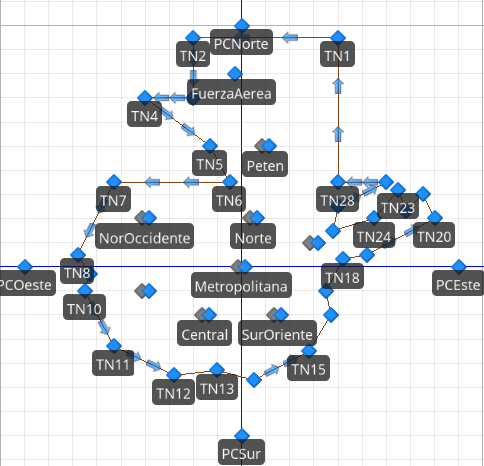 PCNorte
TN2
TN1
FuerzaAerea
TN4
TN5
Peten
TN6
TN7
TN28
TN23
NorOccidente
Norte
TN24
TN20
TN8
TN18
PCOeste
Metropolitana
PCEste
TN10
Central
SurOriente
TN11
TN15
TN12
TN13
PCSur